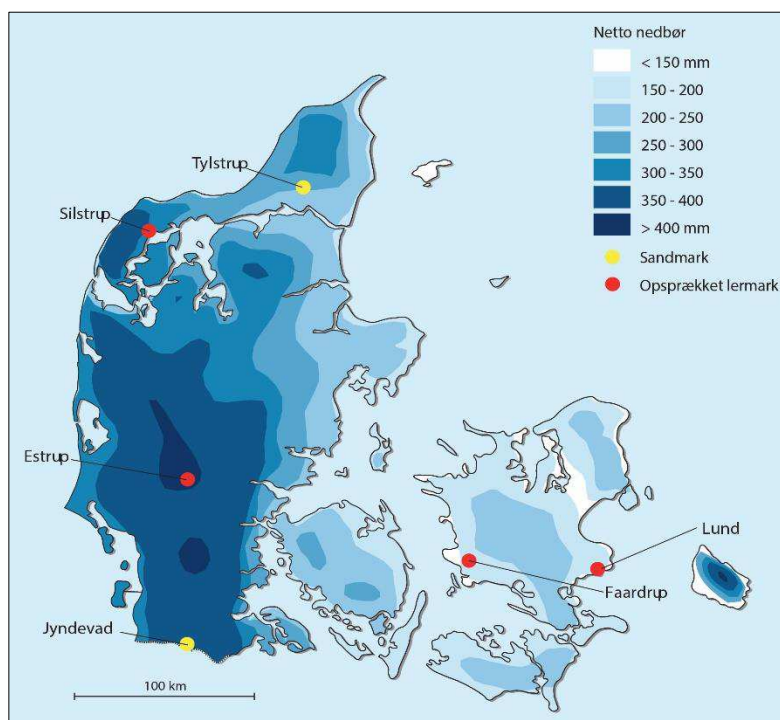 Netto nedbør
< 150 mm
150 - 200
200 - 250
250 - 300
300 - 350
350 - 400
> 400 mm
Sandmark
Opsprækket lermark
Tylstrup
Silstrup
Estrup
Lund
Faardrup
Jyndevad
100 km